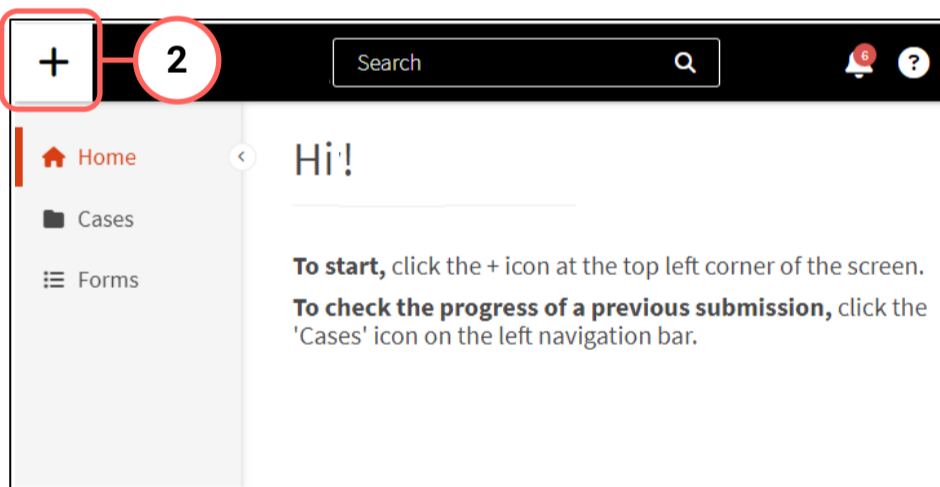 + 2 Search 6 ?
Home
Hi !
Cases
Forms
To start, click the + icon at the top left corner of the screen.
To check the progress of a previous submission, click the
'Cases' icon on the left navigation bar.